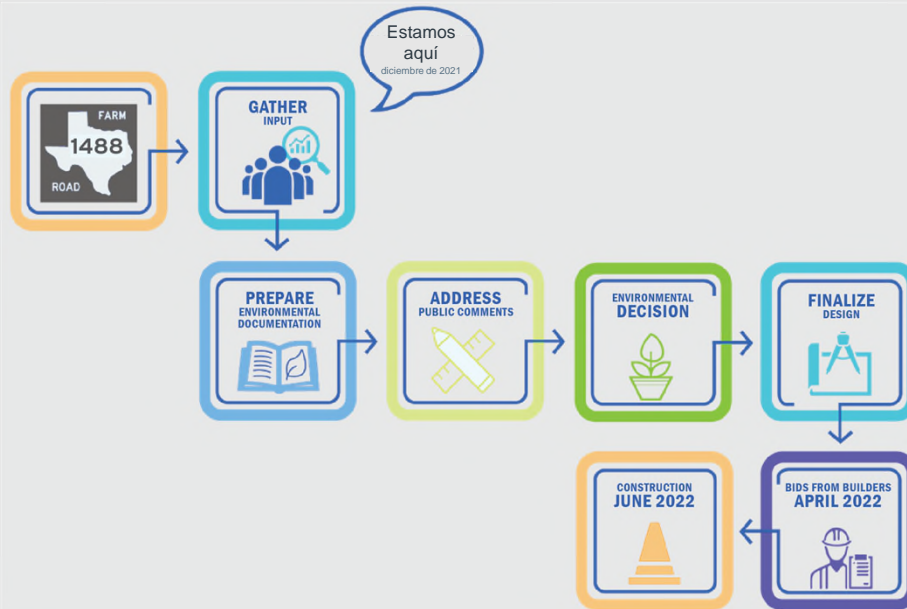 Estamos
aquí
diciembre de 2021
FARM
1488
ROAD
GATHER
INPUT
PREPARE
ENVIRONMENTAL
DOCUMENTATION
ADDRESS
PUBLIC COMMENTS
ENVIRONMENTAL
DECISION
FINALIZE
DESIGN
CONSTRUCTION
JUNE 2022
BIDS FROM BUILDERS
APRIL 2022